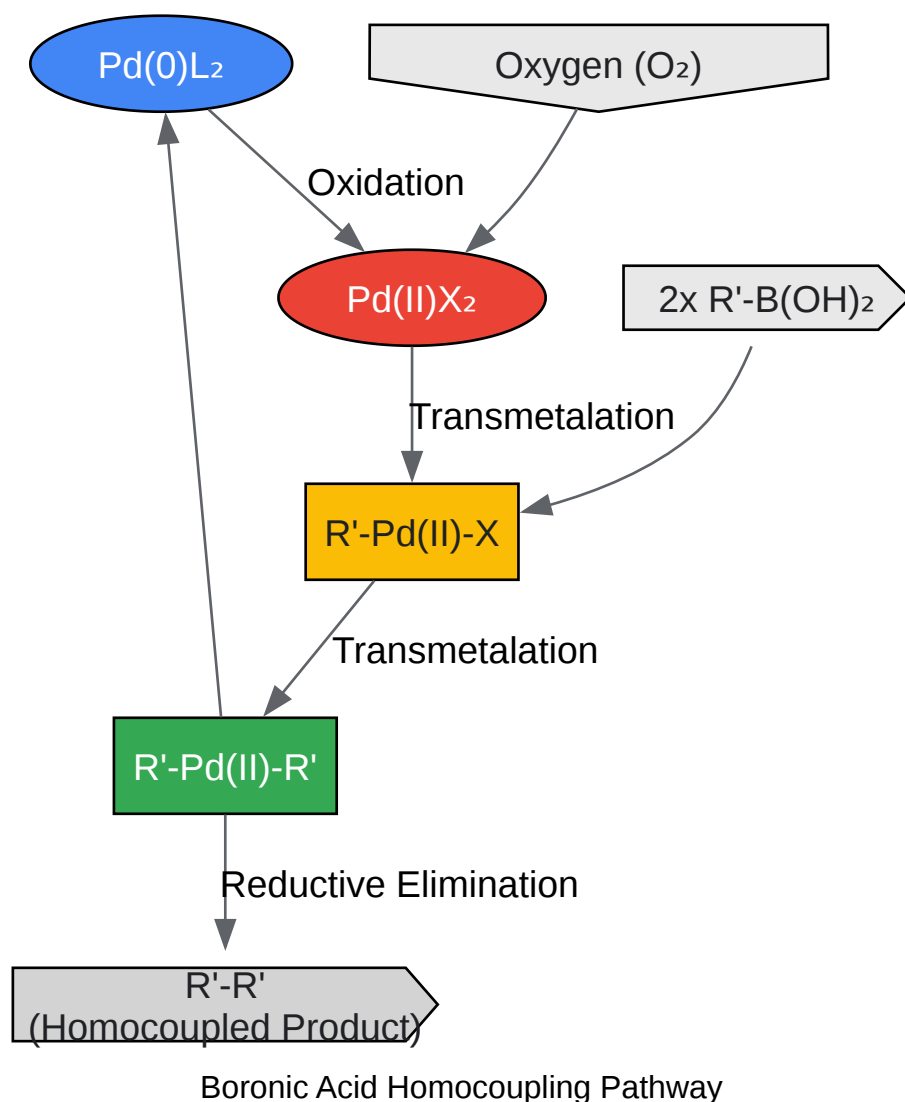 Pd(0)L₂
Oxygen (O₂)
Oxidation
Pd(II)X₂
2x R'-B(OH)₂
Transmetalation
R'-Pd(II)-X
Transmetalation
R'-Pd(II)-R'
Reductive Elimination
R'-R'
(Homocoupled Product)
Boronic Acid Homocoupling Pathway